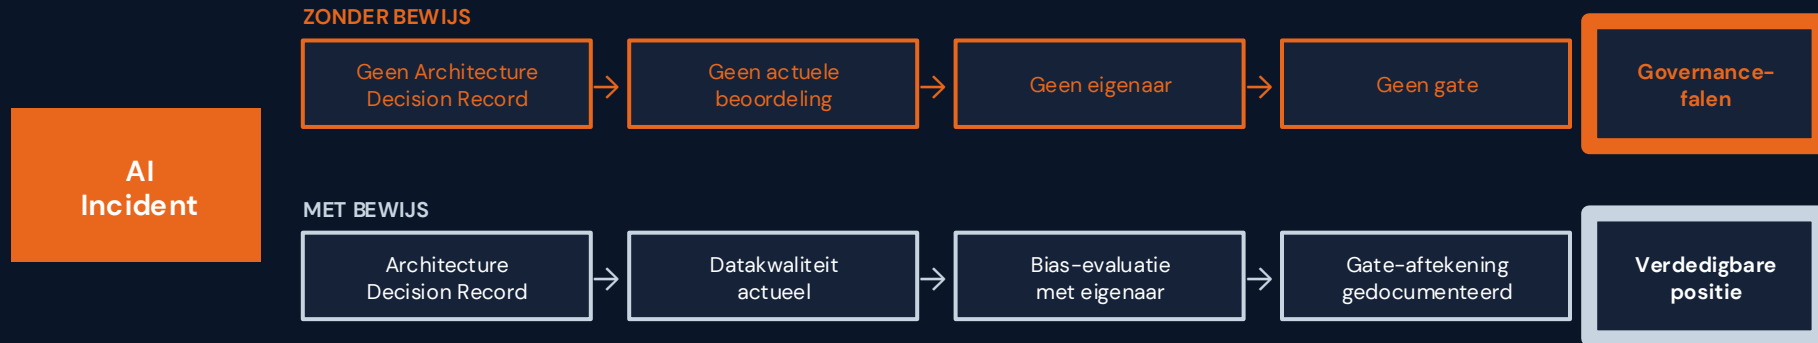 ZONDER BEWIJS
Geen Architecture
Decision Record
Geen actuele
beoordeling
Geen eigenaar
Geen gate
Governance-
falen
AI
Incident
MET BEWIJS
Architecture
Decision Record
Datakwaliteit
actueel
Bias-evaluatie
met eigenaar
Gate-aftekening
gedocumenteerd
Verdedigbare
positie